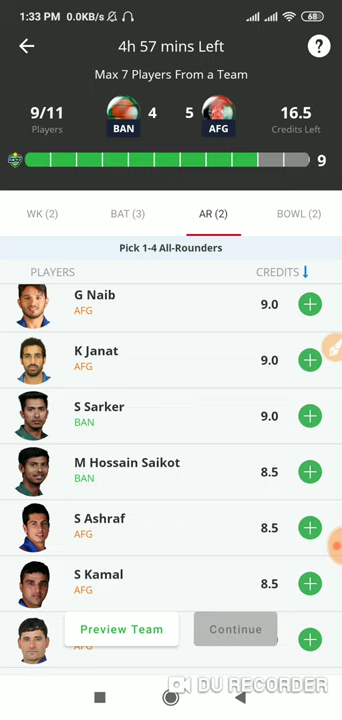 1:33 PM 0.0KB/s
68
4h 57 mins Left
?
Max 7 Players From a Team
9/11
Players
BAN
4
5
AFG
16.5
Credits Left
9
WK (2)
BAT (3)
AR (2)
BOWL (2)
Pick 1-4 All-Rounders
PLAYERS
CREDITS
G Naib
AFG
9.0
K Janat
AFG
9.0
S Sarker
BAN
9.0
M Hossain Saikot
BAN
8.5
S Ashraf
AFG
8.5
S Kamal
AFG
8.5
AFG
Preview Team
Continue
DU RECORDER